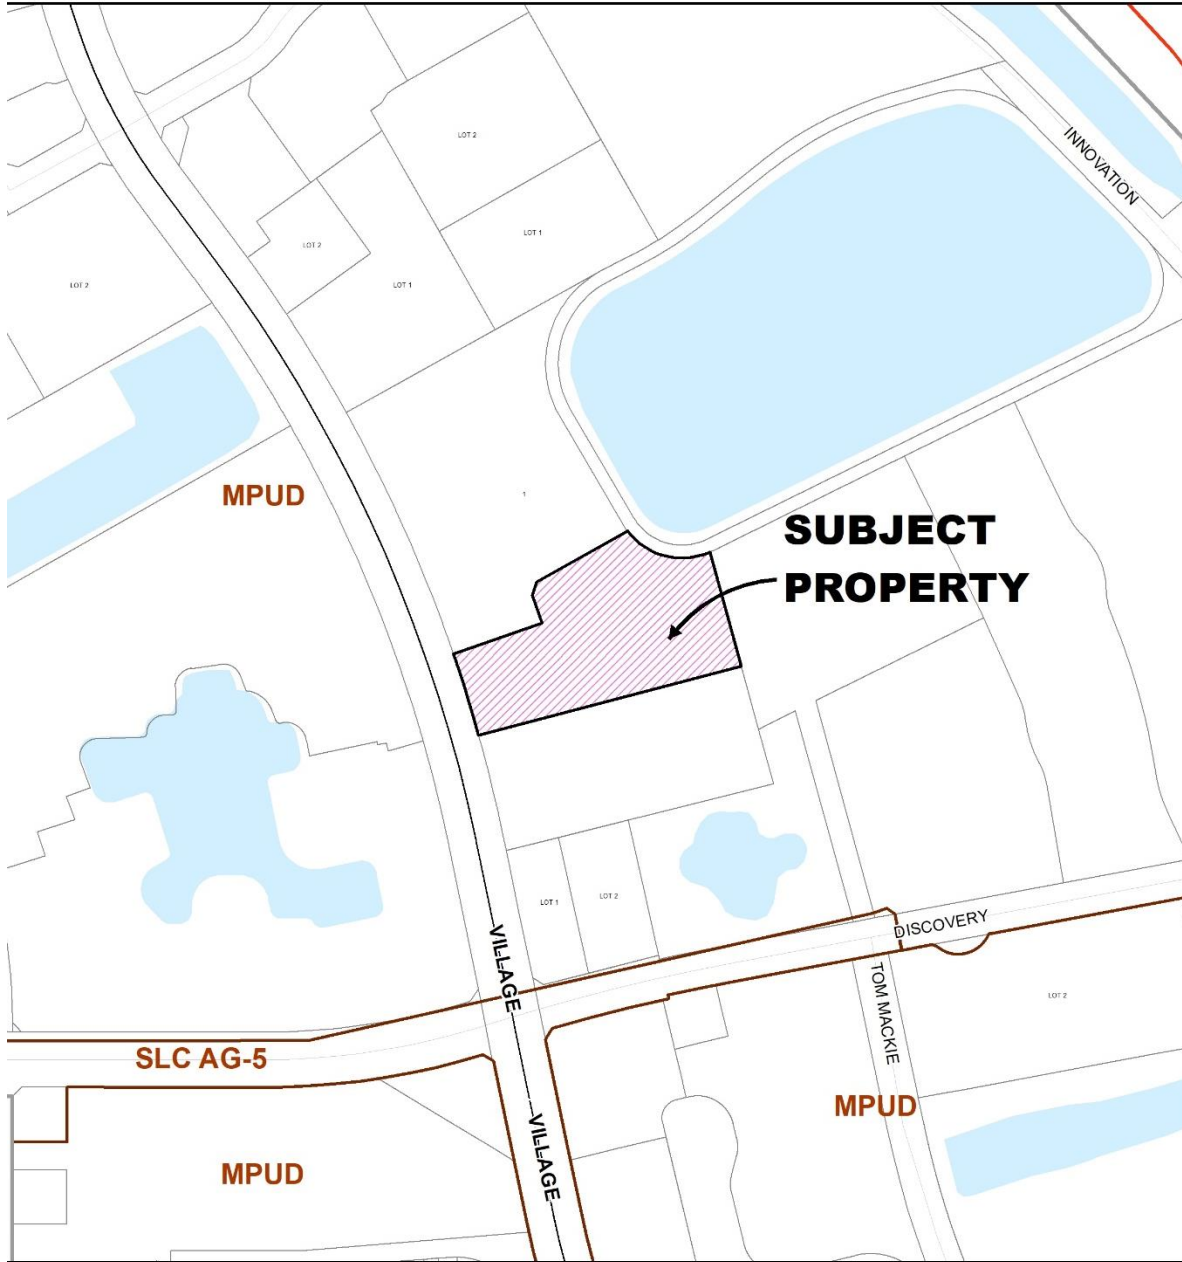 LOT 2
INNOVATION
LOT 1
LOT 2
LOT 2
LOT 1
MPUD
1
SUBJECT
PROPERTY
LOT 1
LOT 2
DISCOVERY
VILLAGE
TOM MACKIE
LOT 2
SLC AG-5
MPUD
VILLAGE
MPUD